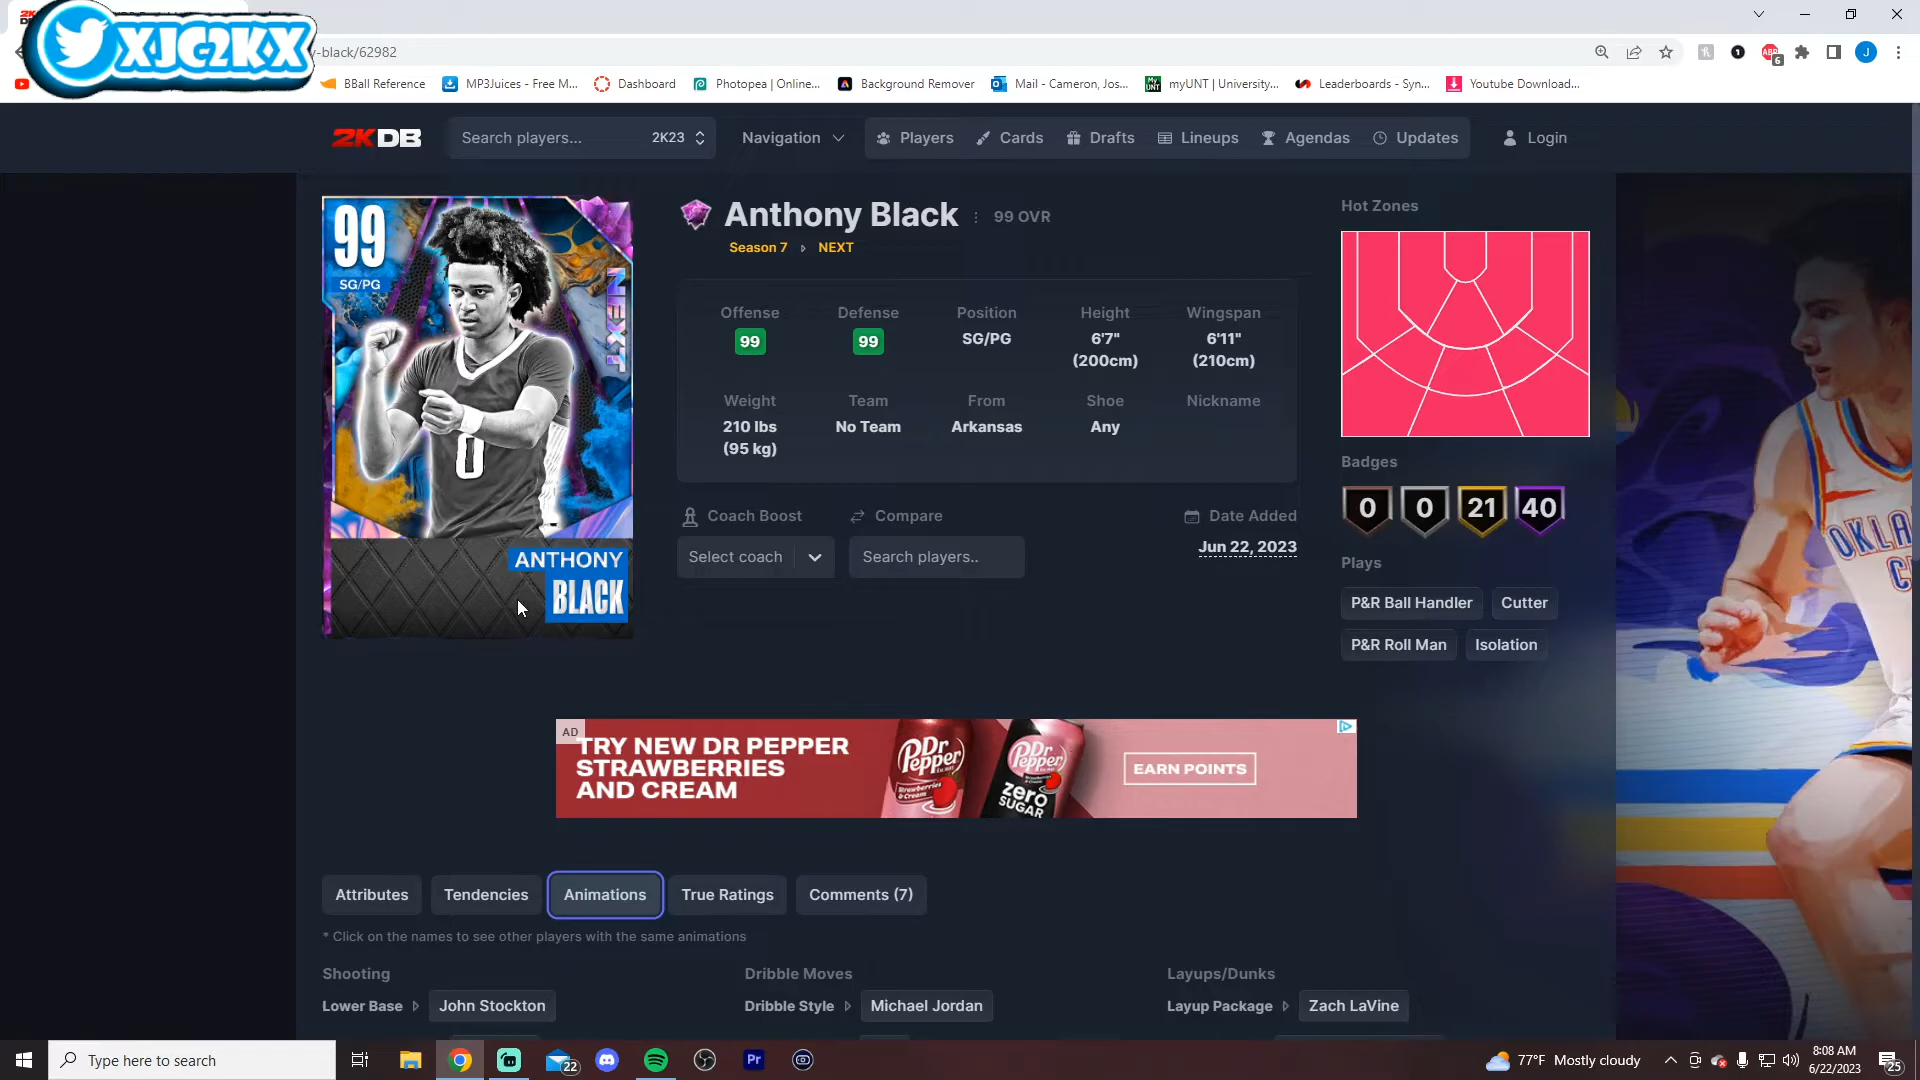 XJC2KX
-black/62982
BBall Reference
MP3Juices - Free M...
Dashboard
Photopea | Online...
Background Remover
Mail - Cameron, Jos...
myUNT | University...
Leaderboards - Syn...
Youtube Download...
2KDB
Search players...
2K23
Navigation
Players
Cards
Drafts
Lineups
Agendas
Updates
Login
99
SG/PG
NEXT
0
ANTHONY
BLACK
Anthony Black
99 OVR
Season 7
NEXT
Offense
99
Defense
99
Position
SG/PG
Height
6'7"
(200cm)
Wingspan
6'11"
(210cm)
Weight
210 lbs
(95 kg)
Team
No Team
From
Arkansas
Shoe
Any
Nickname
Coach Boost
Select coach
Compare
Search players..
Date Added
Jun 22, 2023
Hot Zones
Badges
0
0
21
40
Plays
P&R Ball Handler
Cutter
P&R Roll Man
Isolation
OKLA
C
AD
TRY NEW DR PEPPER
STRAWBERRIES
AND CREAM
Dr Pepper
Strawberries & Cream
Dr Pepper
zero
SUGAR
EARN POINTS
Attributes
Tendencies
Animations
True Ratings
Comments (7)
* Click on the names to see other players with the same animations
Shooting
Lower Base
John Stockton
Dribble Moves
Dribble Style
Michael Jordan
Layups/Dunks
Layup Package
Zach LaVine
Type here to search
22
Pr
77°F Mostly cloudy
8:08 AM
6/22/2023
25